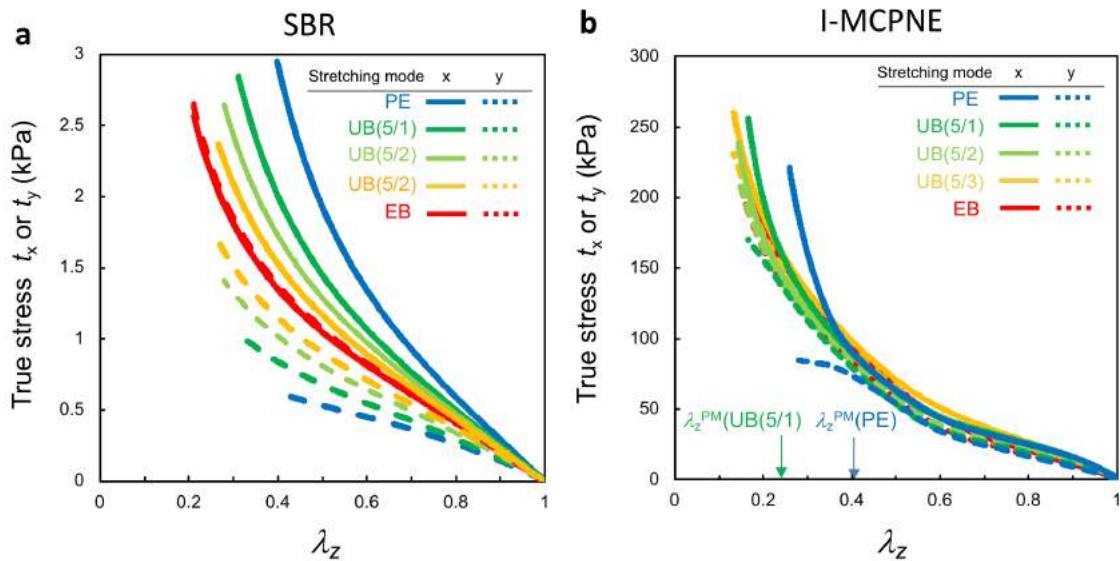 a
SBR
True stress tx or ty (kPa)
3
2.5
2
1.5
1
0.5
0
0
0.2
0.4
0.6
0.8
1
λz
Stretching mode x y
PE
UB(5/1)
UB(5/2)
UB(5/2)
EB
b
I-MCPNE
True stress tx or ty (kPa)
300
250
200
150
100
50
0
0
0.2
0.4
0.6
0.8
1
λz
Stretching mode x y
PE
UB(5/1)
UB(5/2)
UB(5/3)
EB
λzPM(UB(5/1)
λzPM(PE)